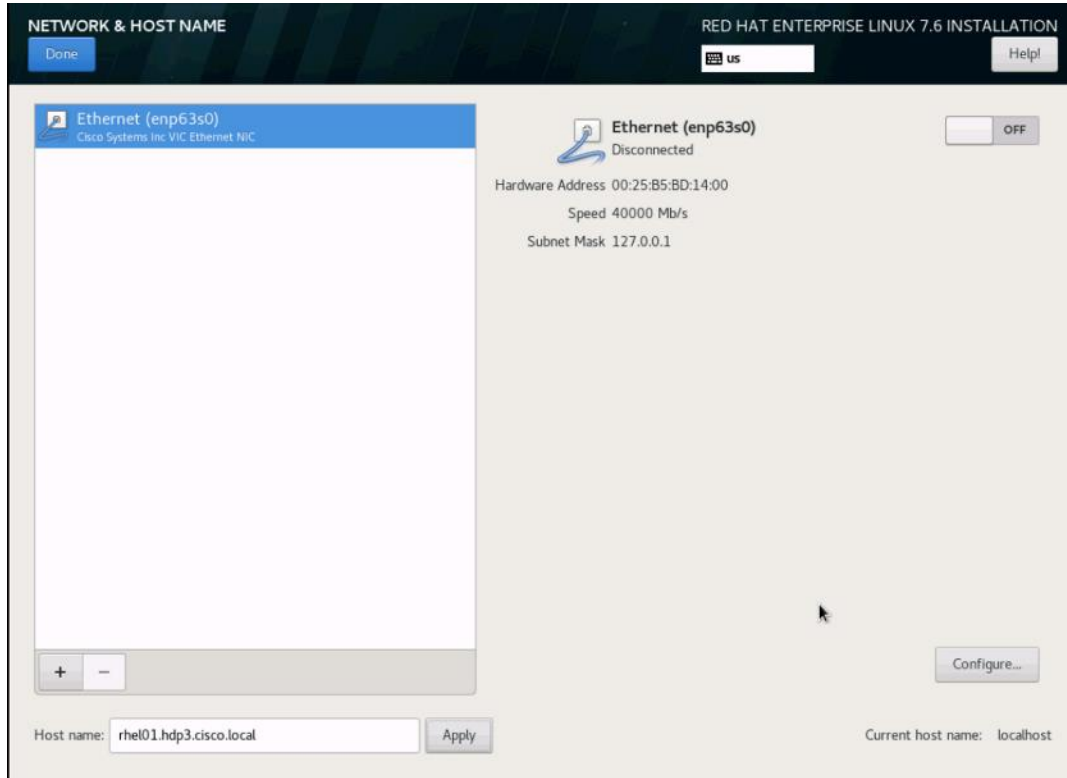 NETWORK & HOST NAME
RED HAT ENTERPRISE LINUX 7.6 INSTALLATION
Done
us
Help!
Ethernet (enp63s0)
Cisco Systems Inc VIC Ethernet NIC
Ethernet (enp63s0)
Disconnected
OFF
Hardware Address 00:25:B5:BD:14:00
Speed 40000 Mb/s
Subnet Mask 127.0.0.1
+ −
Configure...
Host name: rhel01.hdp3.cisco.local Apply
Current host name: localhost